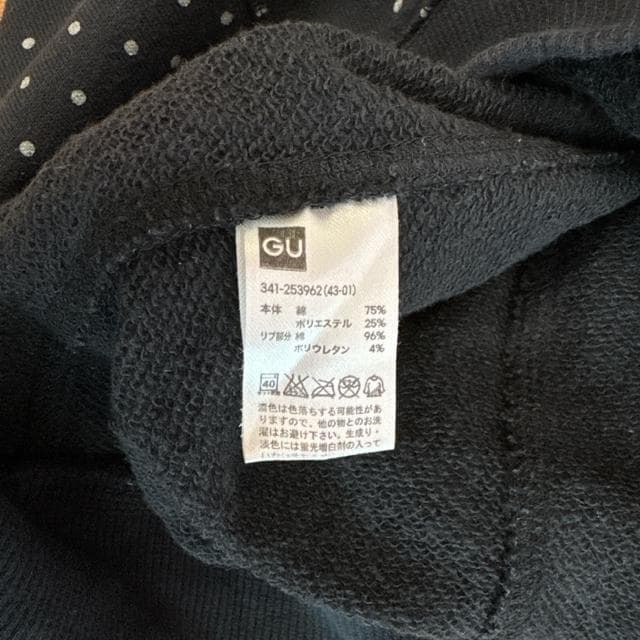 GU
341-253962(43-01)
本体 綿 75%
ポリエステル 25%
リブ部分 綿 96%
ポリウレタン 4%
40
濃色は色落ちする可能性があ
りますので、他の物とのお洗
濯はお避け下さい。生成り・
淡色には蛍光増白剤の入って